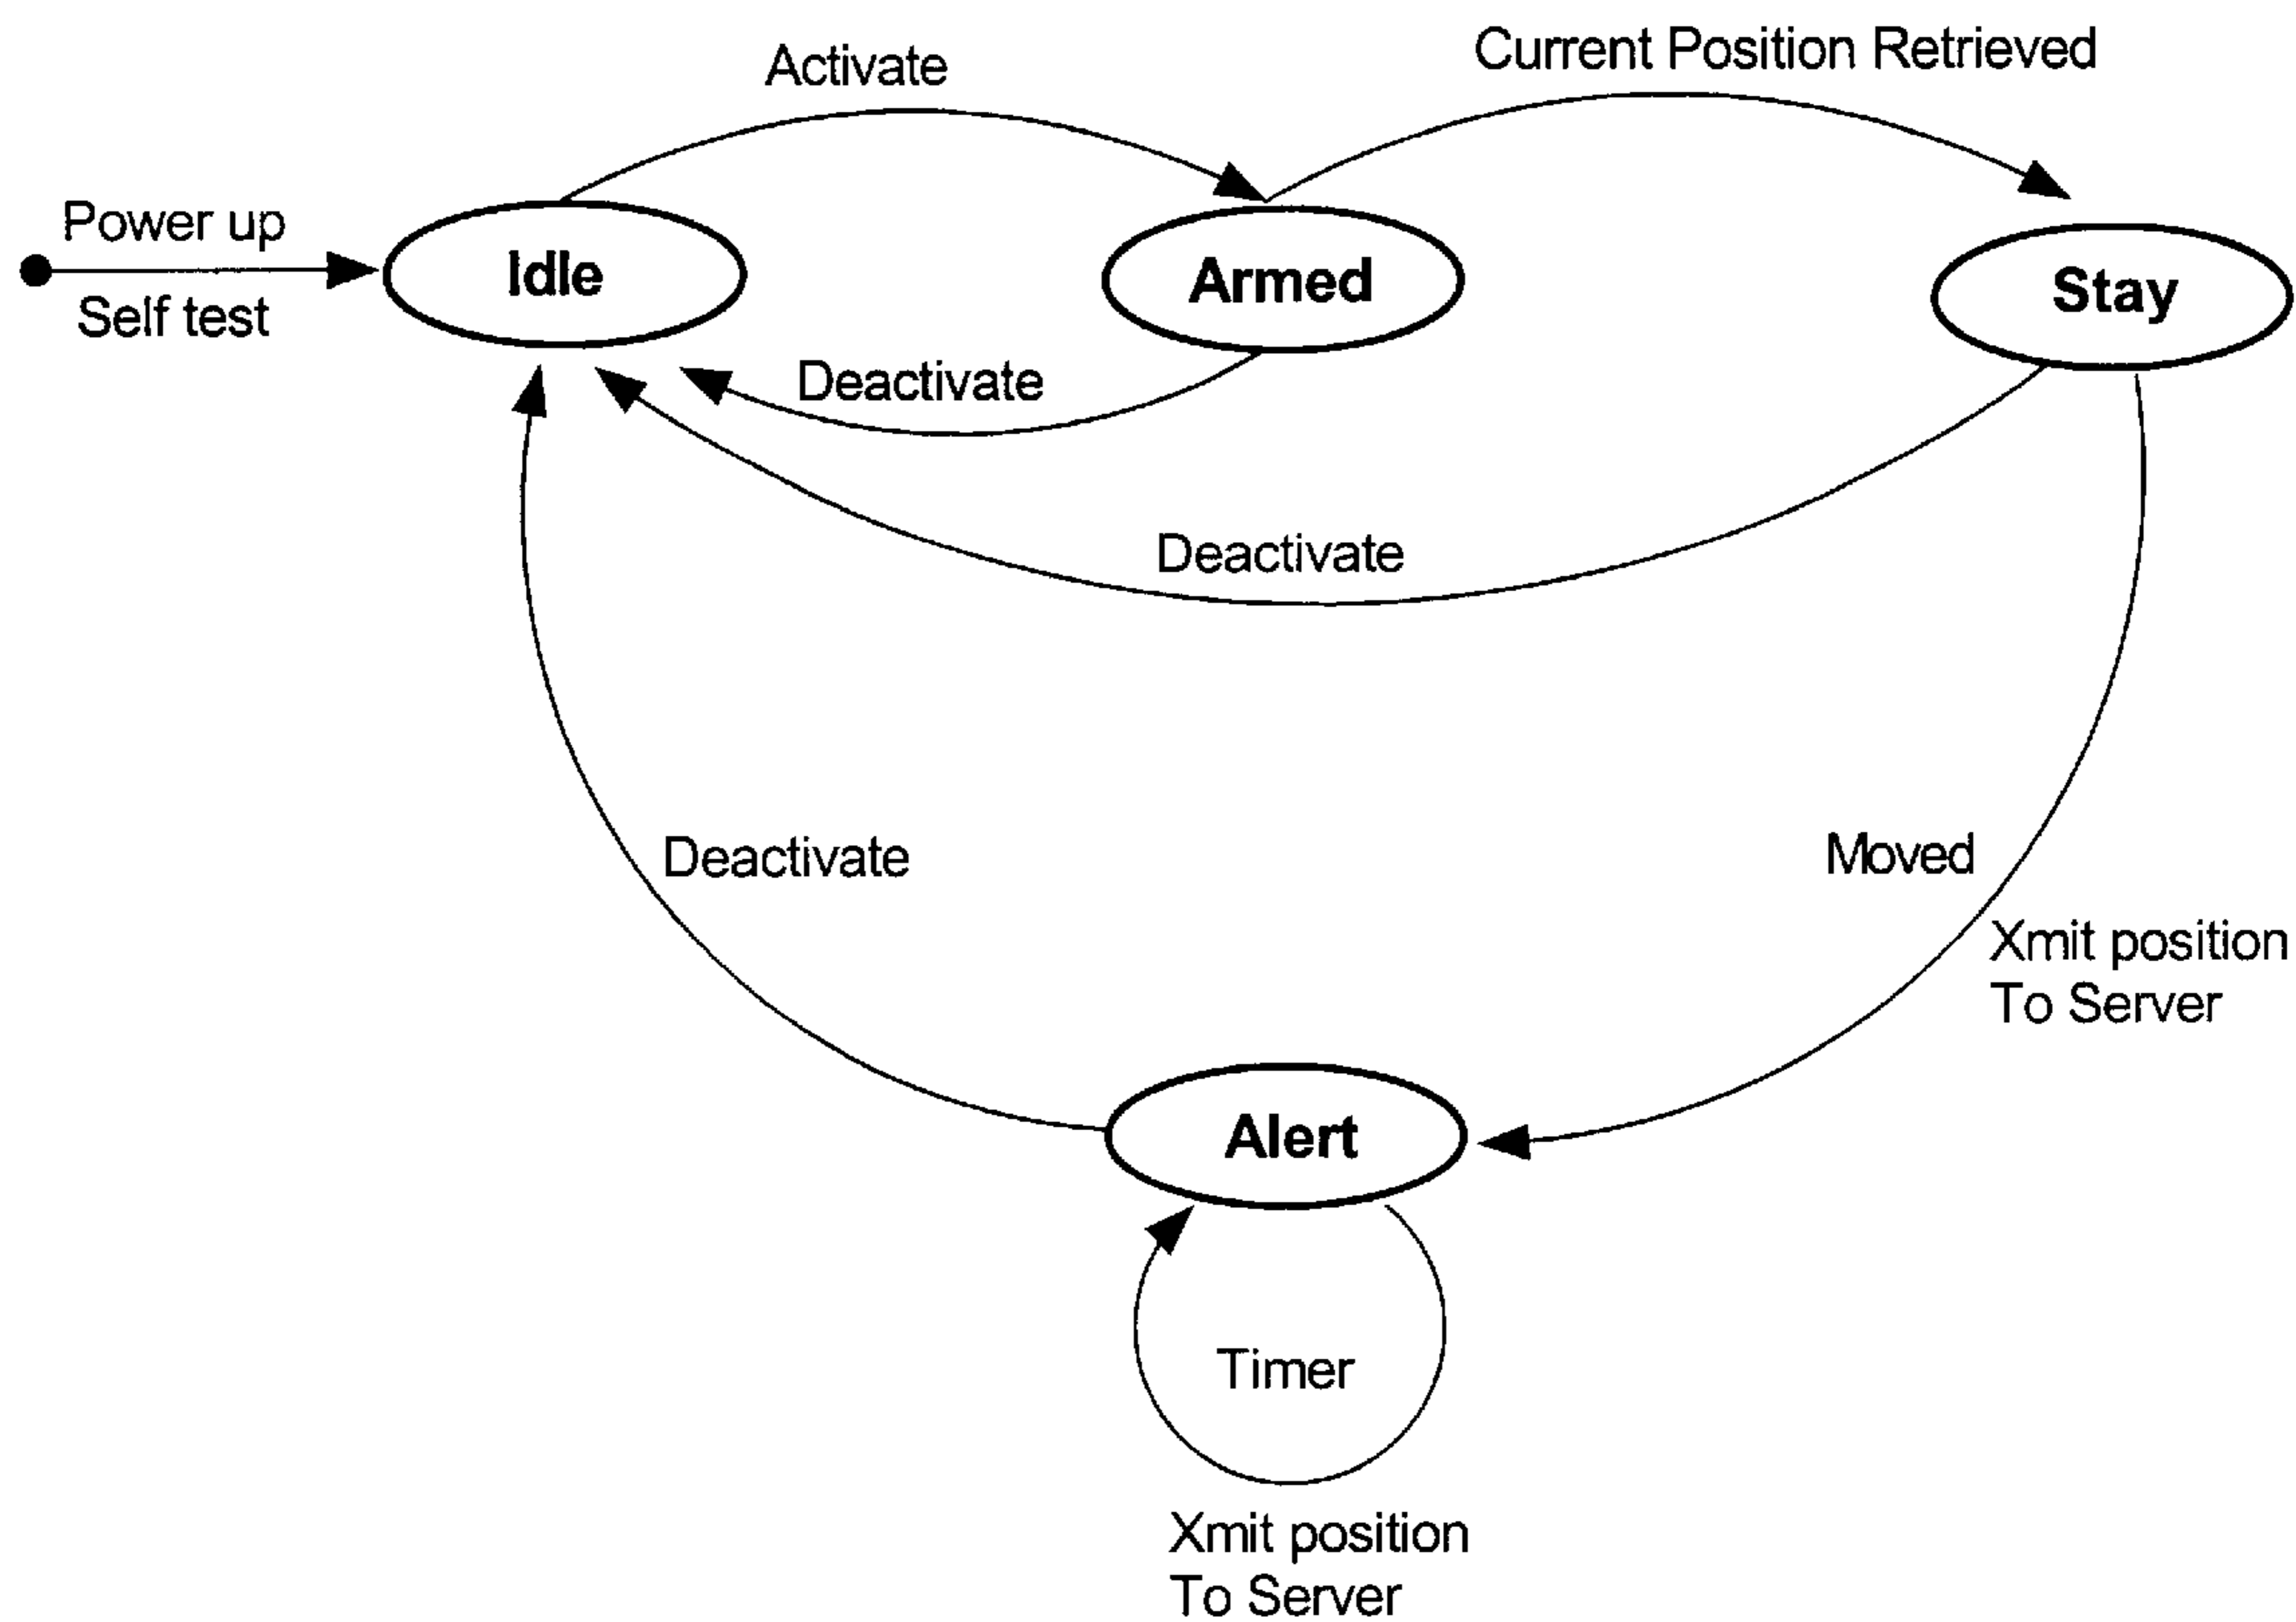 Activate
Current Position Retrieved
Power up
Self test
Idle
Armed
Stay
Deactivate
Deactivate
Deactivate
Moved
Xmit position
To Server
Alert
Timer
Xmit position
To Server